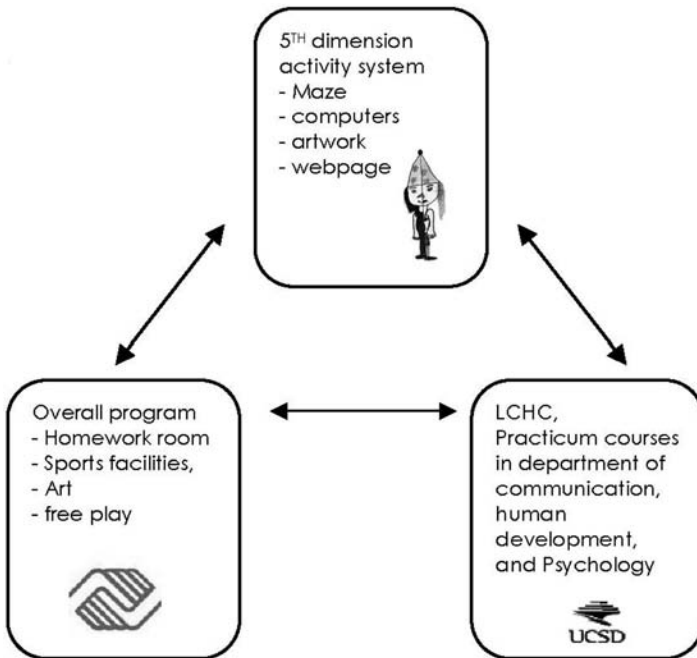 5TH dimension
activity system
- Maze
- computers
- artwork
- webpage
Overall program
- Homework room
- Sports facilities,
- Art
- free play
LCHC,
Practicum courses
in department of
communication,
human
development,
and Psychology
UCSD